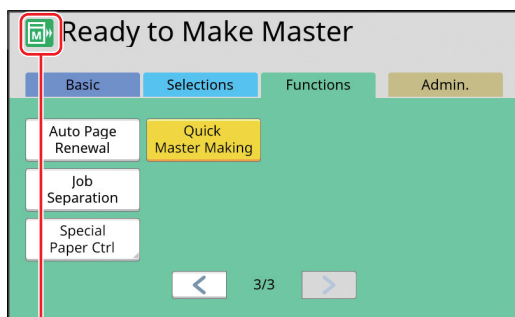 M
Ready to Make Master
Basic
Selections
Functions
Admin.
Auto Page
Renewal
Quick
Master Making
Job
Separation
Special
Paper Ctrl
<
3/3
>